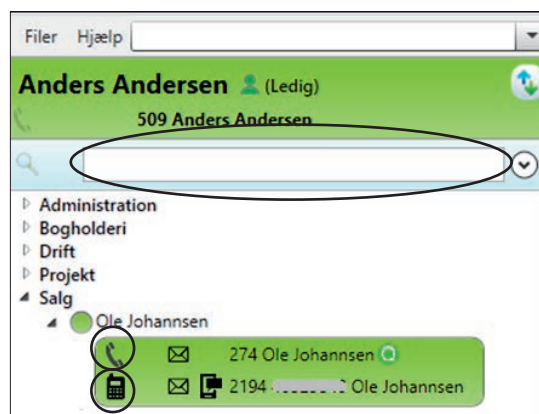 Filer Hjælp
Anders Andersen (Ledig)
509 Anders Andersen
Administration
Bogholderi
Drift
Projekt
Salg
Ole Johannsen
274 Ole Johannsen
2194 Ole Johannsen